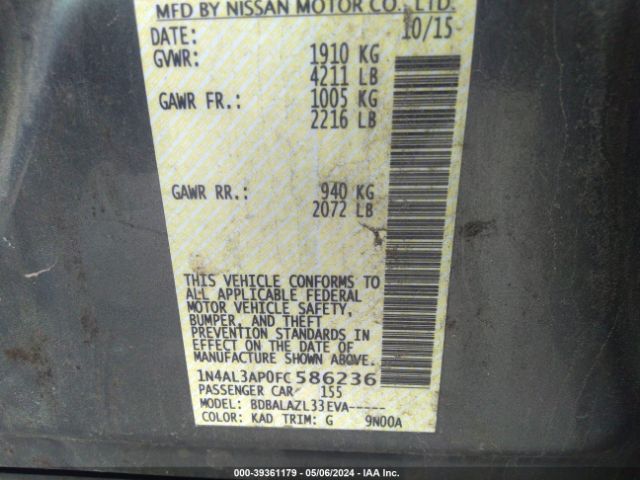 MFD BY NISSAN MOTOR CO., LTD.
DATE: 10/15
GVWR: 1910 KG
4211 LB
GAWR FR.: 1005 KG
2216 LB
GAWR RR.: 940 KG
2072 LB
THIS VEHICLE CONFORMS TO
ALL APPLICABLE FEDERAL
MOTOR VEHICLE SAFETY,
BUMPER, AND THEFT
PREVENTION STANDARDS IN
EFFECT ON THE DATE OF
MANUFACTURE SHOWN ABOVE.
1N4AL3AP0FC586236
PASSENGER CAR 155
MODEL: BDBALAZL33EVA-----
COLOR: KAD TRIM: G 9N00A
000-39361179 - 05/06/2024 - IAA Inc.